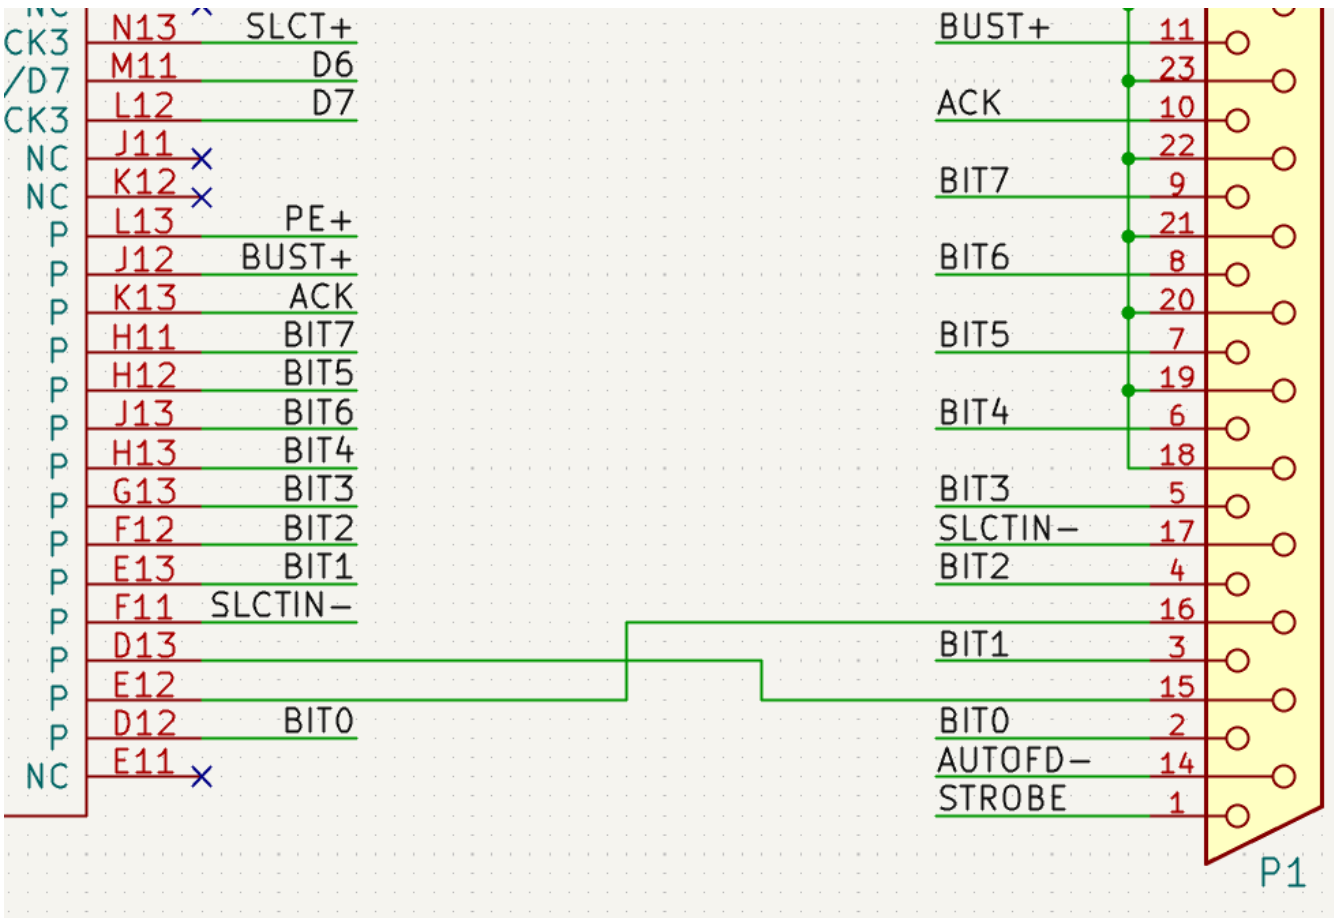 NC
CK3 N13 SLCT+ BUST+ 11
/D7 M11 D6 23
CK3 L12 D7 ACK 10
NC J11 22
NC K12 BIT7 9
P L13 PE+ 21
P J12 BUST+ BIT6 8
P K13 ACK 20
P H11 BIT7 BIT5 7
P H12 BIT5 19
P J13 BIT6 BIT4 6
P H13 BIT4 18
P G13 BIT3 BIT3 5
P F12 BIT2 SLCTIN- 17
P E13 BIT1 BIT2 4
P F11 SLCTIN- 16
P D13 BIT1 3
P E12 15
P D12 BIT0 BIT0 2
NC E11 AUTOFD- 14
STROBE 1
P1